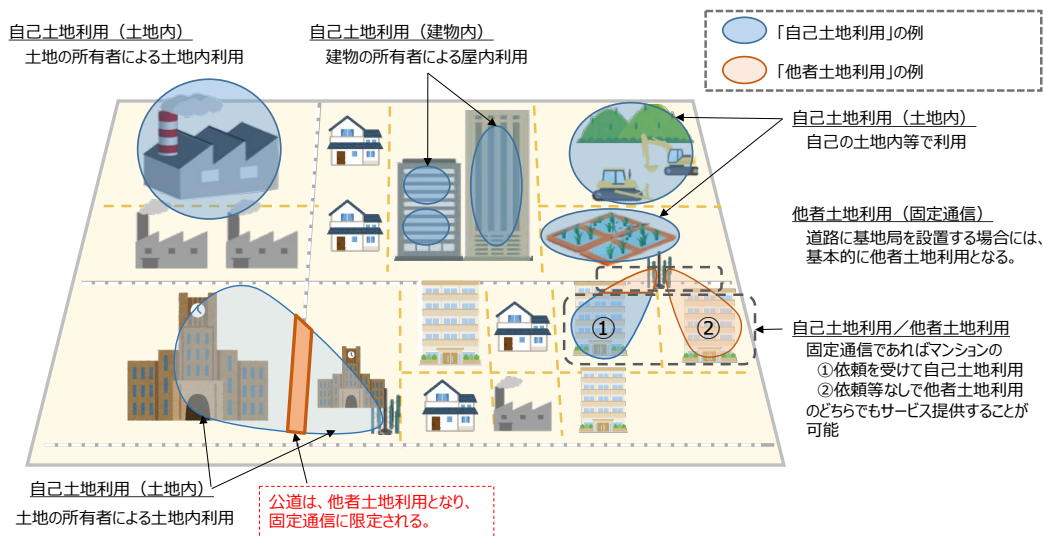 自己土地利用（土地内）
土地の所有者による土地内利用
自己土地利用（建物内）
建物の所有者による屋内利用
「自己土地利用」の例
「他者土地利用」の例
自己土地利用（土地内）
自己の土地内等で利用
他者土地利用（固定通信）
道路に基地局を設置する場合には、
基本的に他者土地利用となる。
①
②
自己土地利用／他者土地利用
固定通信であればマンションの
①依頼を受けて自己土地利用
②依頼等なしで他者土地利用
のどちらでもサービス提供することが
可能
自己土地利用（土地内）
土地の所有者による土地内利用
公道は、他者土地利用となり、
固定通信に限定される。